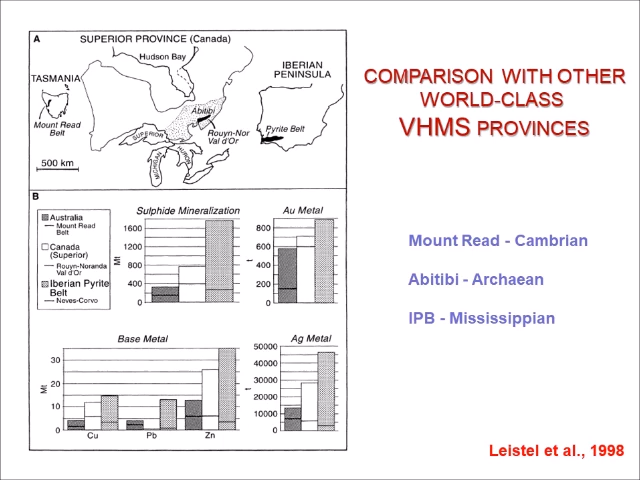 A
SUPERIOR PROVINCE (Canada)
Hudson Bay
TASMANIA
IBERIAN
PENINSULA
Abitibi
Mount Read
Belt
Rouyn-Nor
Val d'Or
Pyrite Belt
SUPERIOR
MICHIGAN
HURON
500 km
COMPARISON WITH OTHER
WORLD-CLASS
VHMS PROVINCES
B
Australia
Mount Read
Belt
Canada
(Superior)
Rouyn-Noranda
Val d'Or
Iberian Pyrite
Belt
Neves-Corvo
Sulphide Mineralization
Mt
1600
1200
800
400
0
Au Metal
t
800
600
400
200
0
Base Metal
Mt
30
20
10
0
Cu
Pb
Zn
Ag Metal
t
50000
40000
30000
20000
10000
0
Mount Read - Cambrian
Abitibi - Archaean
IPB - Mississippian
Leistel et al., 1998